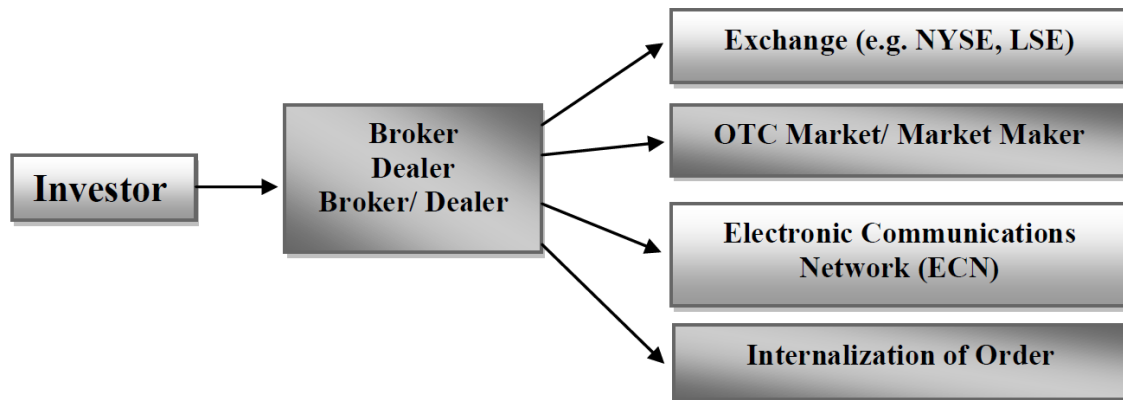 Exchange (e.g. NYSE, LSE)
Broker
Dealer
Broker/ Dealer
OTC Market/ Market Maker
Investor
Electronic Communications
Network (ECN)
Internalization of Order